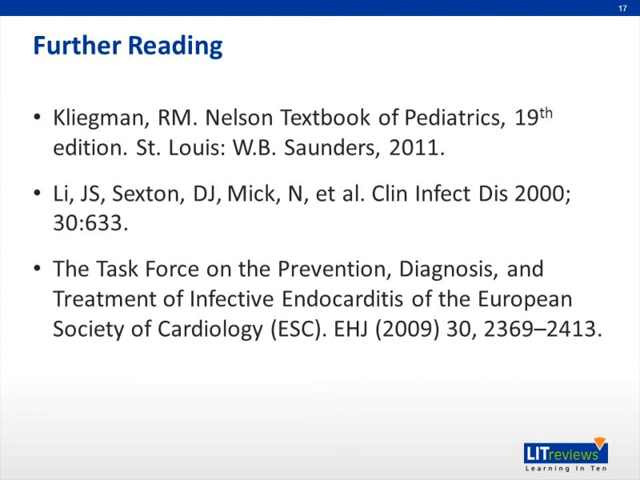 17
Further Reading
• Kliegman, RM. Nelson Textbook of Pediatrics, 19th
edition. St. Louis: W.B. Saunders, 2011.
• Li, JS, Sexton, DJ, Mick, N, et al. Clin Infect Dis 2000;
30:633.
• The Task Force on the Prevention, Diagnosis, and
Treatment of Infective Endocarditis of the European
Society of Cardiology (ESC). EHJ (2009) 30, 2369–2413.
LITreviews
Learning In Ten